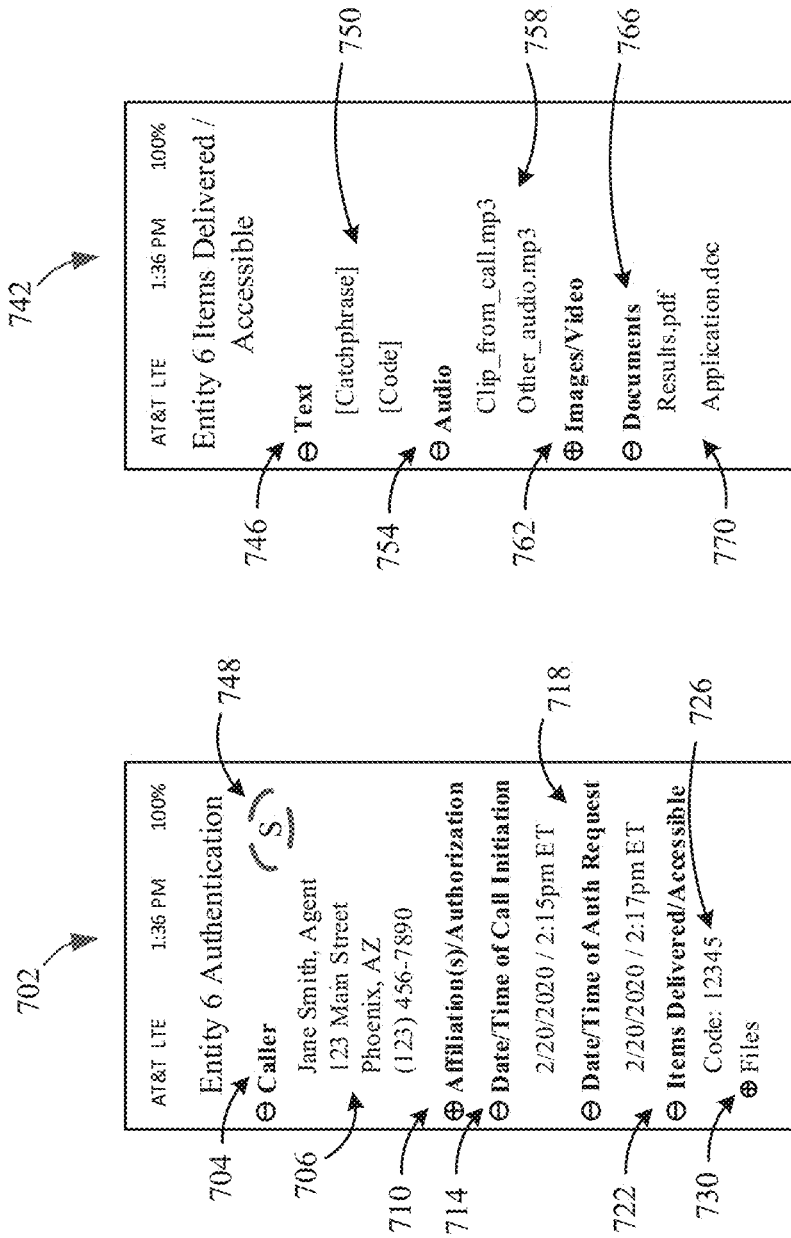 702
AT&T LTE 1:36 PM 100%
Entity 6 Authentication
704
748
S
⊖ Caller
Jane Smith, Agent
123 Main Street
Phoenix, AZ
(123) 456-7890
706
710
⊕ Affiliation(s)/Authorization
714
⊖ Date/Time of Call Initiation
2/20/2020 / 2:15pm ET
718
⊖ Date/Time of Auth Request
2/20/2020 / 2:17pm ET
722
⊖ Items Delivered/Accessible
726
Code: 12345
730
⊕ Files
742
AT&T LTE 1:36 PM 100%
Entity 6 Items Delivered /
Accessible
746
⊖ Text
750
[Catchphrase]
[Code]
754
⊖ Audio
Clip_from_call.mp3
758
Other_audio.mp3
762
⊕ Images/Video
766
⊖ Documents
Results.pdf
770
Application.doc